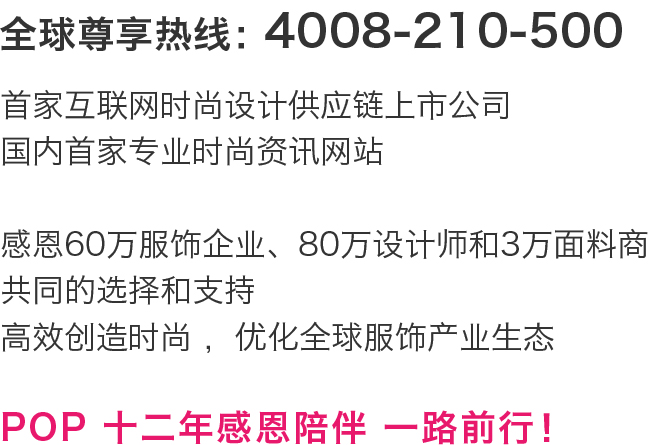 全球尊享热线：4008-210-500
首家互联网时尚设计供应链上市公司
国内首家专业时尚资讯网站
感恩60万服饰企业、80万设计师和3万面料商
共同的选择和支持
高效创造时尚 ，优化全球服饰产业生态
POP 十二年感恩陪伴 一路前行！